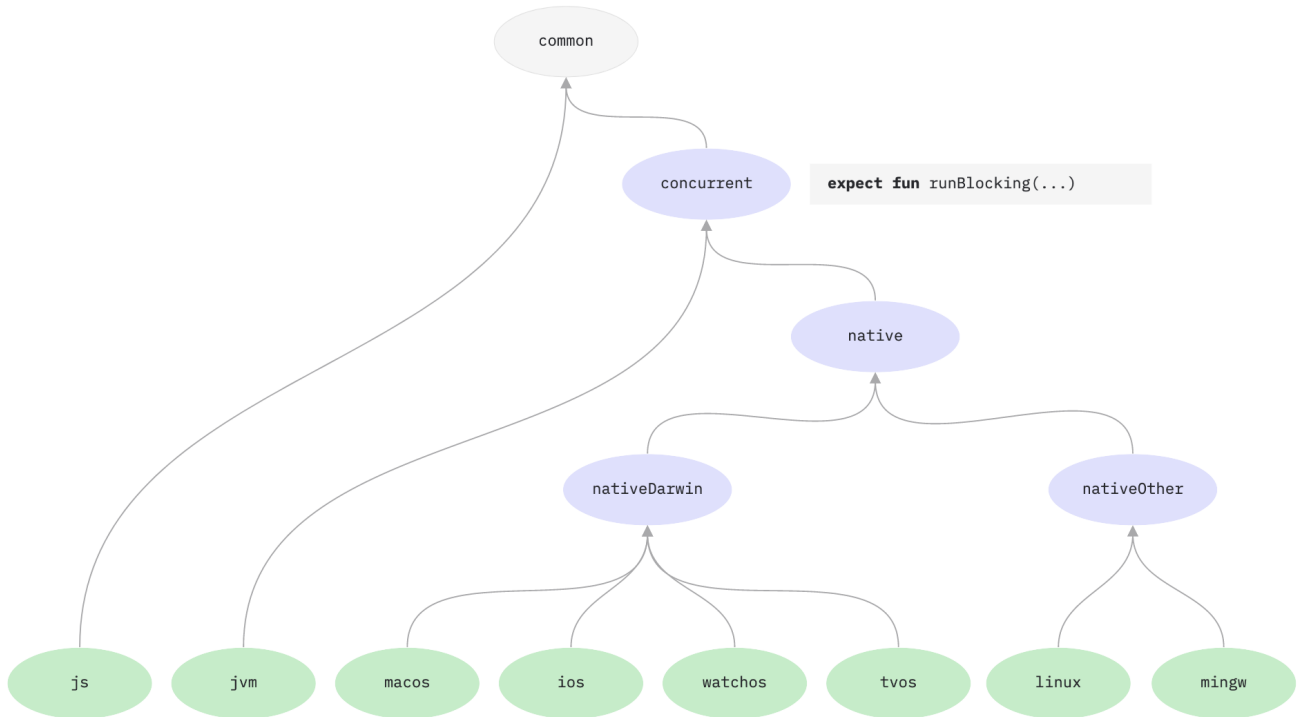 common
concurrent
expect fun runBlocking(...)
native
nativeDarwin
nativeOther
js
jvm
macos
ios
watchos
tvos
linux
mingw